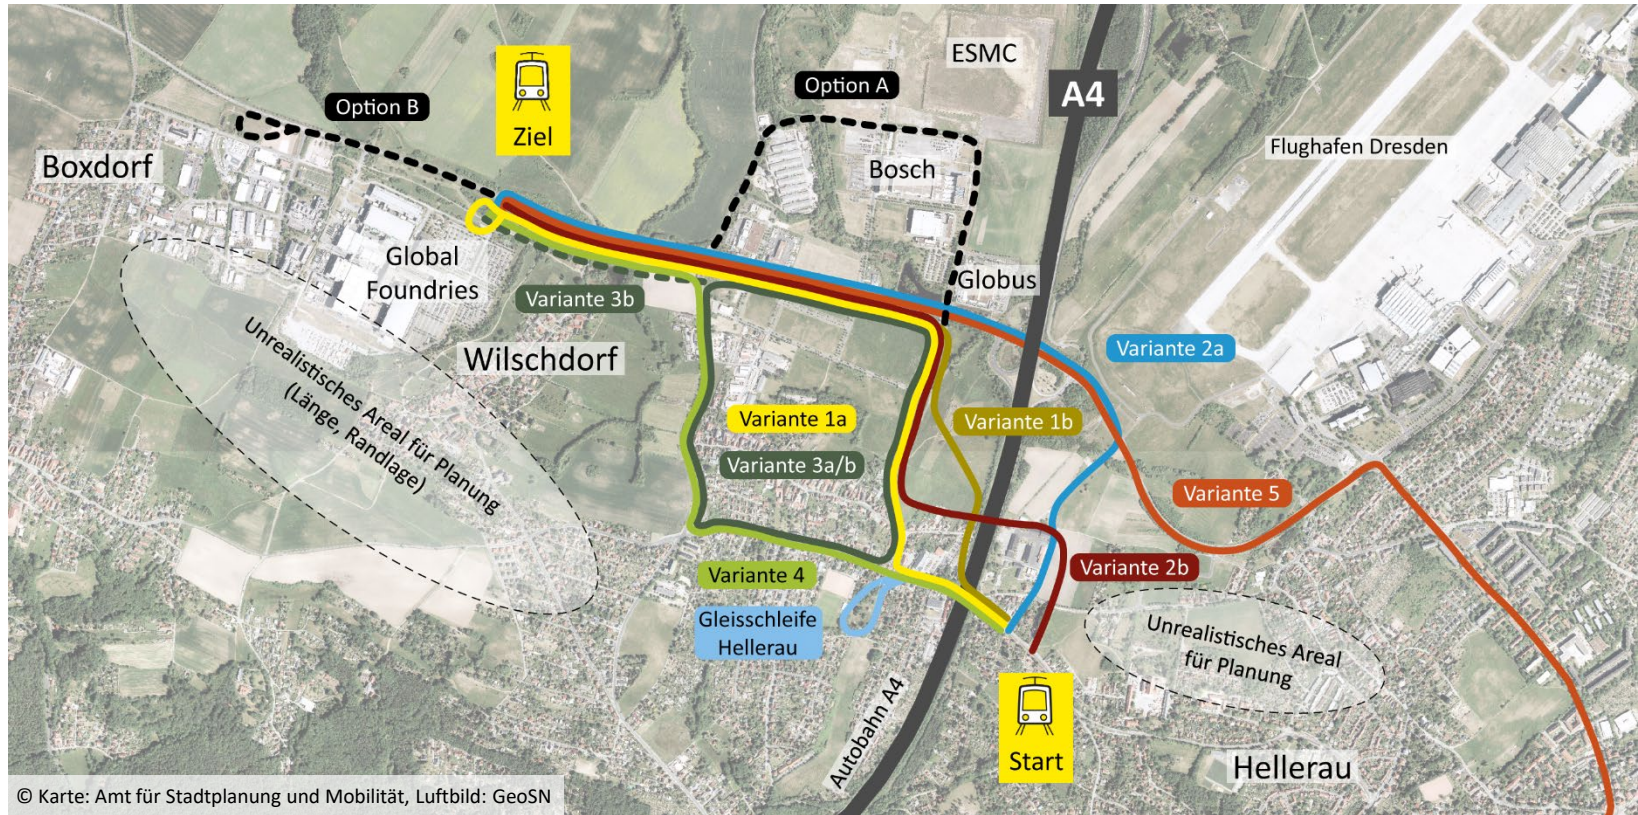 ESMC
Option A
A4
Option B
Ziel
Flughafen Dresden
Boxdorf
Bosch
Global
Foundries
Globus
Variante 3b
Variante 2a
Wilschdorf
Unrealistisches Areal für Planung
(Länge, Randlage)
Variante 1a
Variante 1b
Variante 3a/b
Variante 5
Variante 4
Variante 2b
Gleisschleife
Hellerau
Unrealistisches Areal
für Planung
Autobahn A4
Start
Hellerau
© Karte: Amt für Stadtplanung und Mobilität, Luftbild: GeoSN